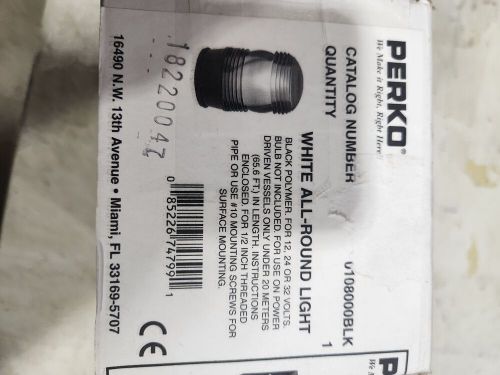 PERKO®
We Make it Right, Right Here!®
CATALOG NUMBER 0108000BLK
QUANTITY 1
WHITE ALL-ROUND LIGHT
BLACK POLYMER. FOR 12, 24 OR 32 VOLTS.
BULB NOT INCLUDED. FOR USE ON POWER
DRIVEN VESSELS ONLY UNDER 20 METERS
(65.6 FT) IN LENGTH. INSTRUCTIONS
ENCLOSED. FOR 1/2 INCH THREADED
PIPE OR USE #10 MOUNTING SCREWS FOR
SURFACE MOUNTING.
0 85226 74799 1
16490 N.W. 13th Avenue • Miami, FL 33169-5707
CE
PERKO
We M